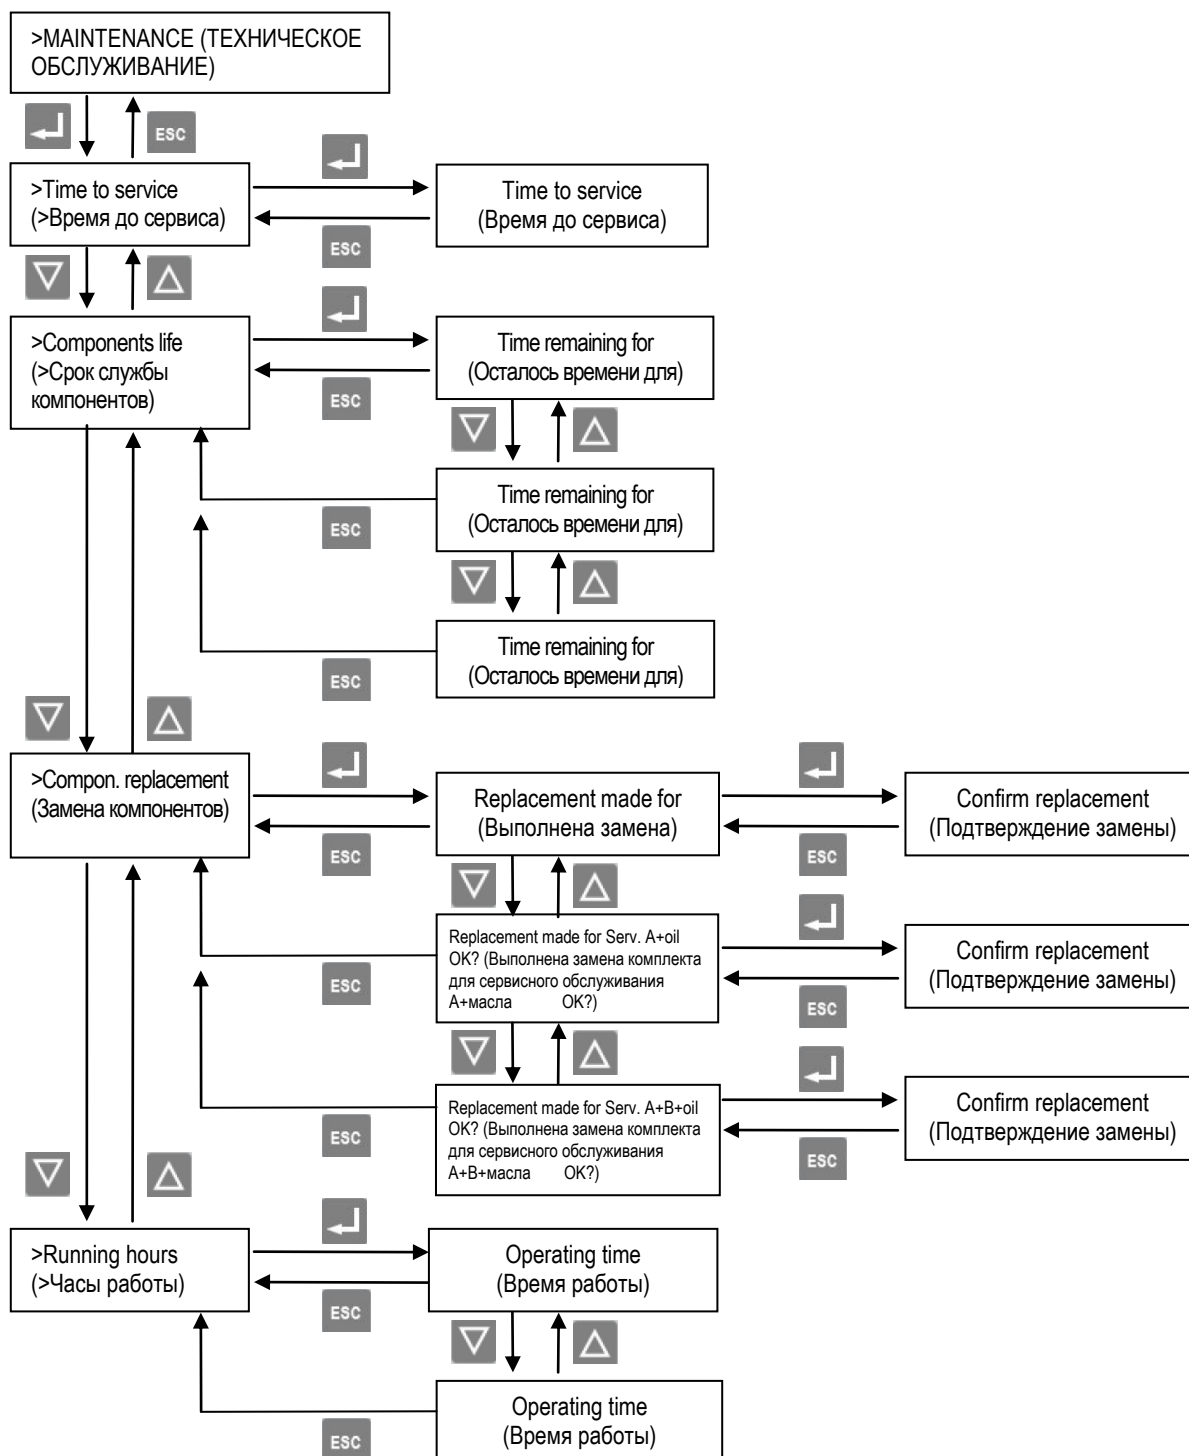 >MAINTENANCE (ТЕХНИЧЕСКОЕ
ОБСЛУЖИВАНИЕ)
ESC
>Time to service
(>Время до сервиса)
Time to service
(Время до сервиса)
ESC
>Components life
(>Срок службы
компонентов)
Time remaining for
(Осталось времени для)
ESC
Time remaining for
(Осталось времени для)
ESC
Time remaining for
(Осталось времени для)
ESC
>Compon. replacement
(Замена компонентов)
Replacement made for
(Выполнена замена)
Confirm replacement
(Подтверждение замены)
ESC
ESC
Replacement made for Serv. A+oil
OK? (Выполнена замена комплекта
для сервисного обслуживания
A+масла OK?)
Confirm replacement
(Подтверждение замены)
ESC
ESC
Replacement made for Serv. A+B+oil
OK? (Выполнена замена комплекта
для сервисного обслуживания
A+B+масла OK?)
Confirm replacement
(Подтверждение замены)
ESC
ESC
>Running hours
(>Часы работы)
Operating time
(Время работы)
ESC
Operating time
(Время работы)
ESC